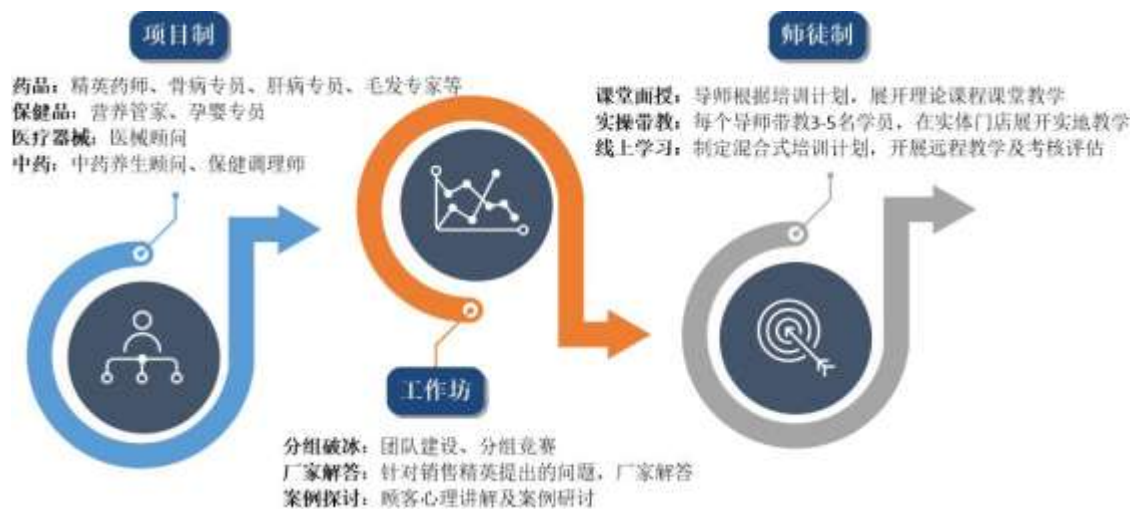 项目制
药品：精英药师、骨病专员、肝病专员、毛发专家等
保健品：营养管家、孕婴专员
医疗器械：医械顾问
中药：中药养生顾问、保健调理师
工作坊
分组破冰：团队建设、分组竞赛
厂家解答：针对销售精英提出的问题，厂家解答
案例探讨：顾客心理讲解及案例研讨
师徒制
课堂面授：导师根据培训计划，展开理论课程课堂教学
实操带教：每个导师带教3-5名学员，在实体门店展开实地教学
线上学习：制定混合式培训计划，开展远程教学及考核评估